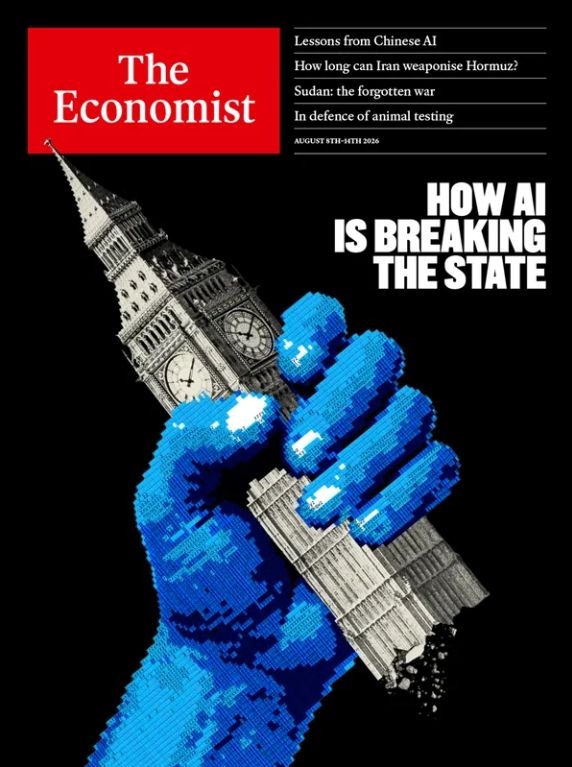 The
Economist
Lessons from Chinese AI
How long can Iran weaponise Hormuz?
Sudan: the forgotten war
In defence of animal testing
AUGUST 8TH–14TH 2026
HOW AI
IS BREAKING
THE STATE